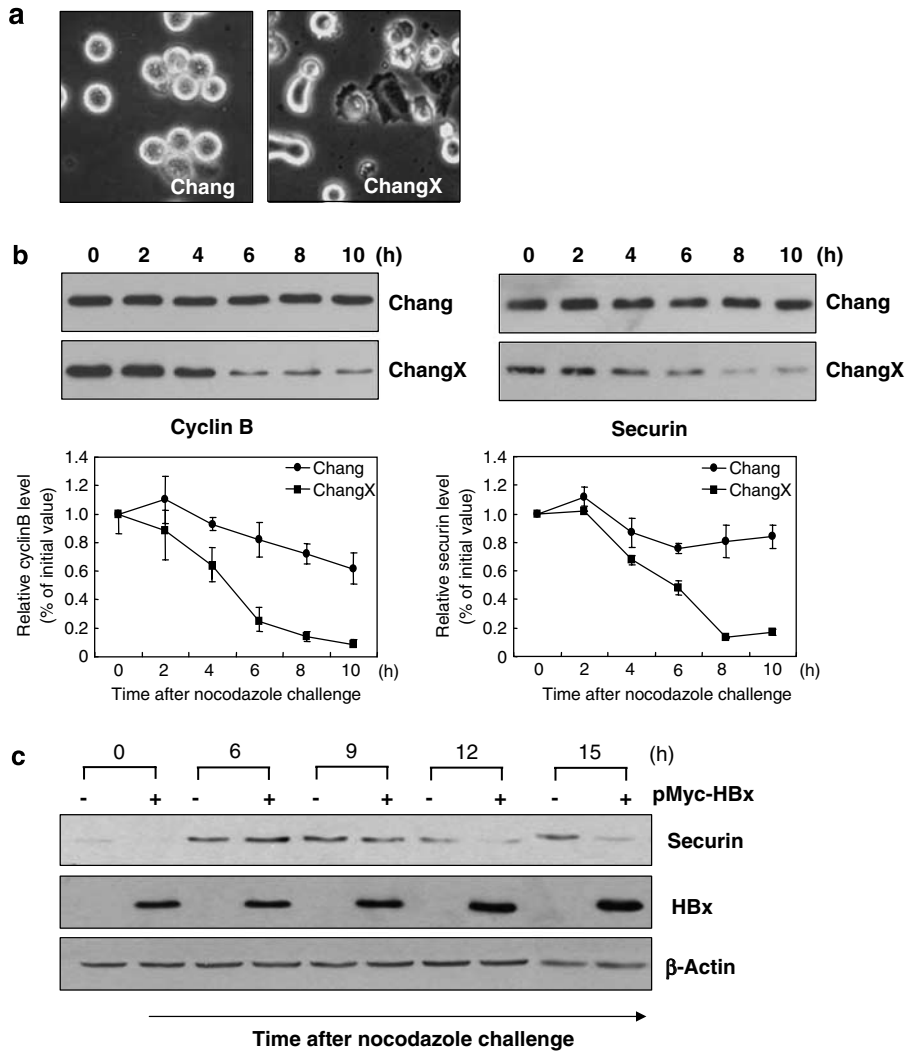 a
Chang
ChangX
b
0 2 4 6 8 10 (h)
Chang
ChangX
Cyclin B
1.4
1.2
1.0
0.8
0.6
0.4
0.2
0
Relative cyclinB level
(% of initial value)
Chang
ChangX
0 2 4 6 8 10 (h)
Time after nocodazole challenge
0 2 4 6 8 10 (h)
Chang
ChangX
Securin
1.4
1.2
1.0
0.8
0.6
0.4
0.2
0
Relative securin level
(% of initial value)
Chang
ChangX
0 2 4 6 8 10 (h)
Time after nocodazole challenge
c
0 6 9 12 15 (h)
- + - + - + - + - + pMyc-HBx
Securin
HBx
β-Actin
Time after nocodazole challenge